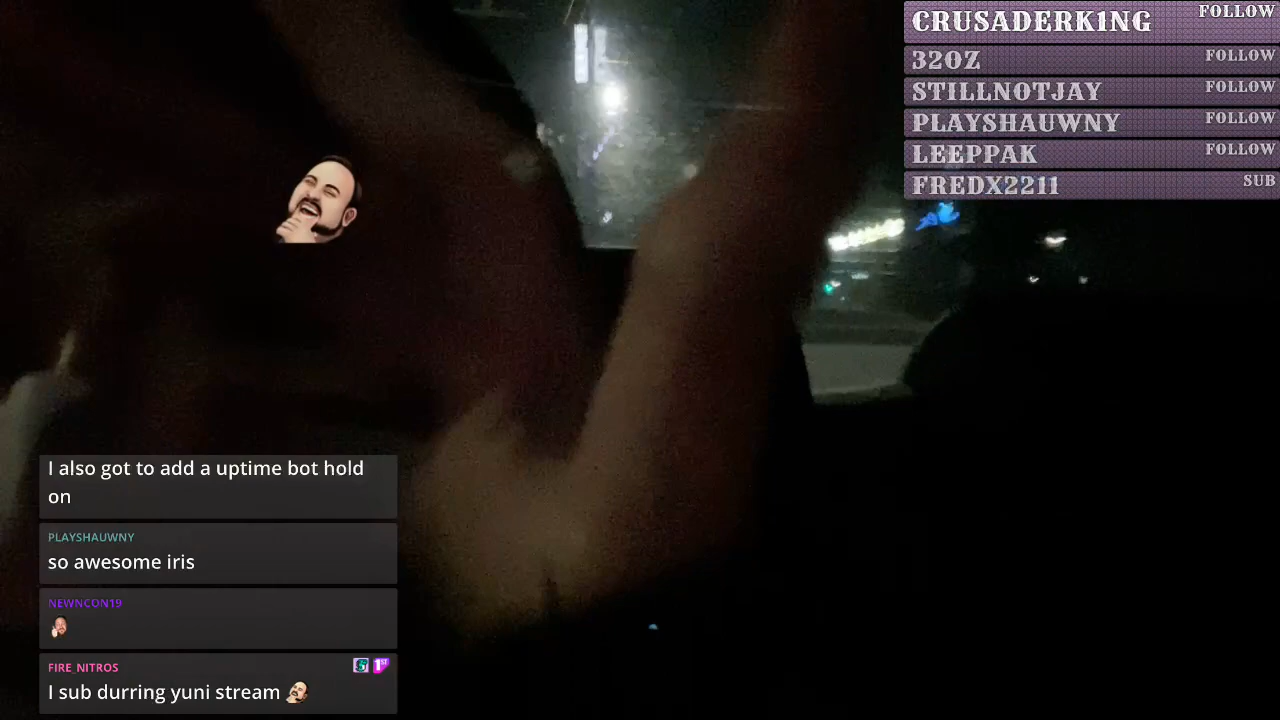 CRUSADERK1NG FOLLOW
32OZ FOLLOW
STILLNOTJAY FOLLOW
PLAYSHAUWNY FOLLOW
LEEPPAK FOLLOW
FREDX2211 SUB
I also got to add a uptime bot hold
on
PLAYSHAUWNY
so awesome iris
NEWNCON19
FIRE_NITROS 1ST
I sub durring yuni stream